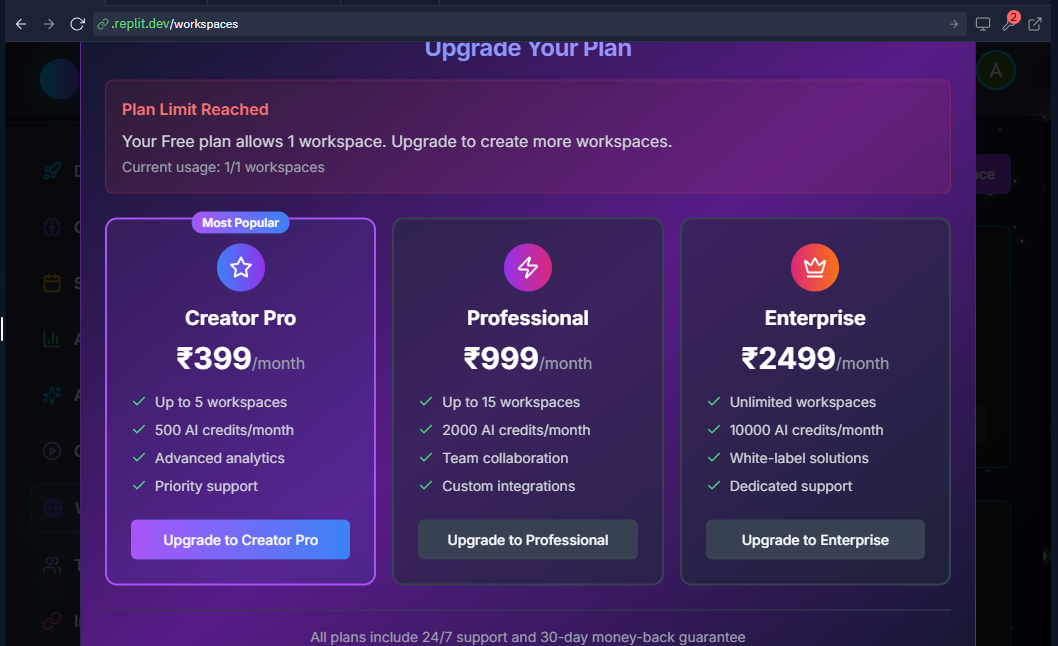 .replit.dev/workspaces
2
Upgrade Your Plan
A
Plan Limit Reached
Your Free plan allows 1 workspace. Upgrade to create more workspaces.
Current usage: 1/1 workspaces
Most Popular
Creator Pro
₹399/month
Up to 5 workspaces
500 AI credits/month
Advanced analytics
Priority support
Upgrade to Creator Pro
Professional
₹999/month
Up to 15 workspaces
2000 AI credits/month
Team collaboration
Custom integrations
Upgrade to Professional
Enterprise
₹2499/month
Unlimited workspaces
10000 AI credits/month
White-label solutions
Dedicated support
Upgrade to Enterprise
All plans include 24/7 support and 30-day money-back guarantee